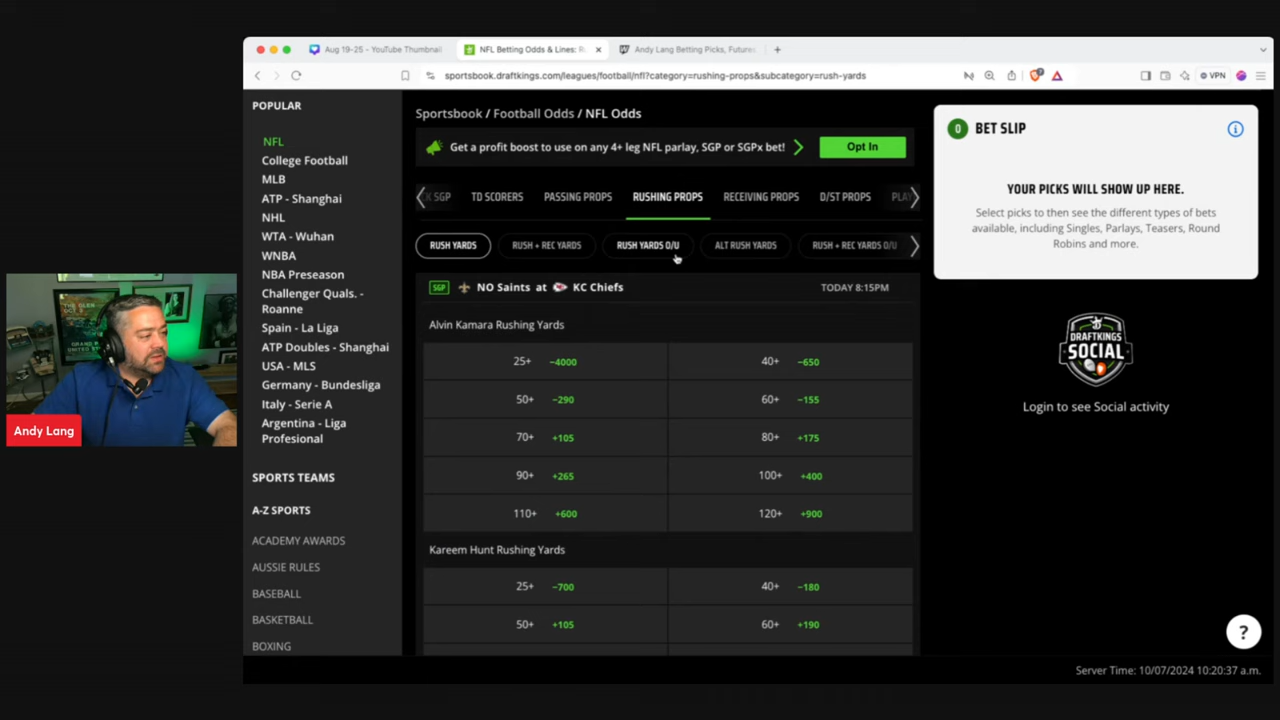 Aug 19-25 - YouTube Thumbnail
NFL Betting Odds & Lines: R
Andy Lang Betting Picks, Future
sportsbook.draftkings.com/leagues/football/nfl?category=rushing-props&subcategory=rush-yards
VPN
POPULAR
NFL
College Football
MLB
ATP - Shanghai
NHL
WTA - Wuhan
WNBA
NBA Preseason
Challenger Quals. -
Roanne
Spain - La Liga
ATP Doubles - Shanghai
USA - MLS
Germany - Bundesliga
Italy - Serie A
Argentina - Liga
Profesional
SPORTS TEAMS
A-Z SPORTS
ACADEMY AWARDS
AUSSIE RULES
BASEBALL
BASKETBALL
BOXING
Sportsbook / Football Odds / NFL Odds
Get a profit boost to use on any 4+ leg NFL parlay, SGP or SGPx bet!
Opt In
K SGP TD SCORERS PASSING PROPS RUSHING PROPS RECEIVING PROPS D/ST PROPS PLA
RUSH YARDS RUSH + REC YARDS RUSH YARDS O/U ALT RUSH YARDS RUSH + REC YARDS O/U
SGP NO Saints at KC Chiefs TODAY 8:15PM
Alvin Kamara Rushing Yards
25+ −4000 40+ −650
50+ −290 60+ −155
70+ +105 80+ +175
90+ +265 100+ +400
110+ +600 120+ +900
Kareem Hunt Rushing Yards
25+ −700 40+ −180
50+ +105 60+ +190
0 BET SLIP
YOUR PICKS WILL SHOW UP HERE.
Select picks to then see the different types of bets
available, including Singles, Parlays, Teasers, Round
Robins and more.
DRAFTKINGS
SOCIAL
Login to see Social activity
?
Server Time: 10/07/2024 10:20:37 a.m.
Andy Lang